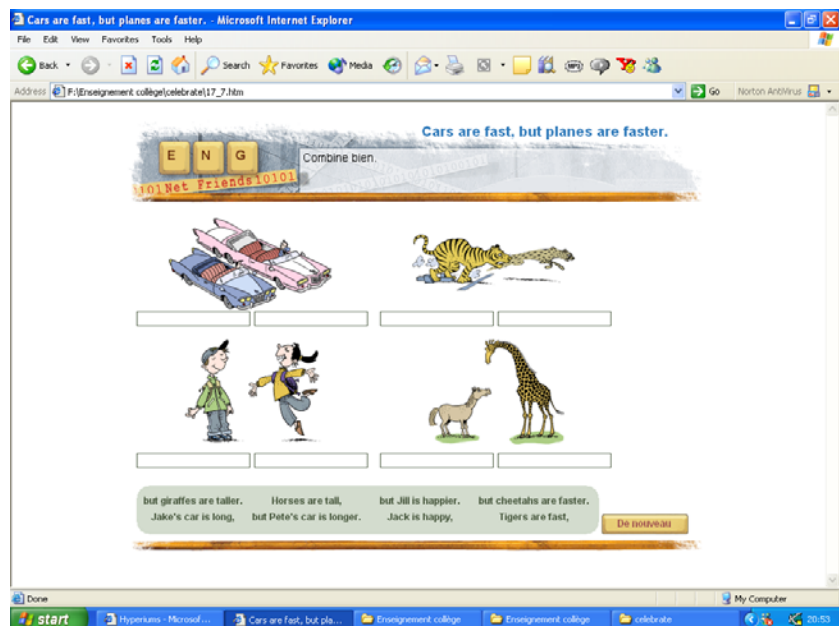 Cars are fast, but planes are faster. - Microsoft Internet Explorer
File Edit View Favorites Tools Help
Back Search Favorites Media
Address F:\Enseignement collège\celebrate\17_7.htm Go Norton AntiVirus
Cars are fast, but planes are faster.
E N G
Combine bien.
101Net Friends10101
but giraffes are taller. Horses are tall, but Jill is happier. but cheetahs are faster.
Jake's car is long, but Pete's car is longer. Jack is happy, Tigers are fast,
De nouveau
Done My Computer
start Hyperiums - Microsof... Cars are fast, but pla... Enseignement collège Enseignement collège celebrate 20:53